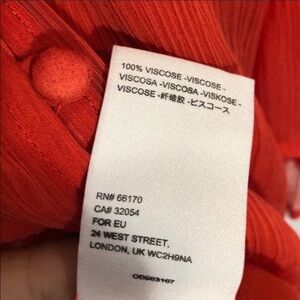 100% VISCOSE -VISCOSE -
VISCOSA -VISCOSA -VISKOSE -
VISCOSE -纤维胶 -ビスコース
RN# 66170
CA# 32054
FOR EU
24 WEST STREET,
LONDON, UK WC2H9NA
OB983167